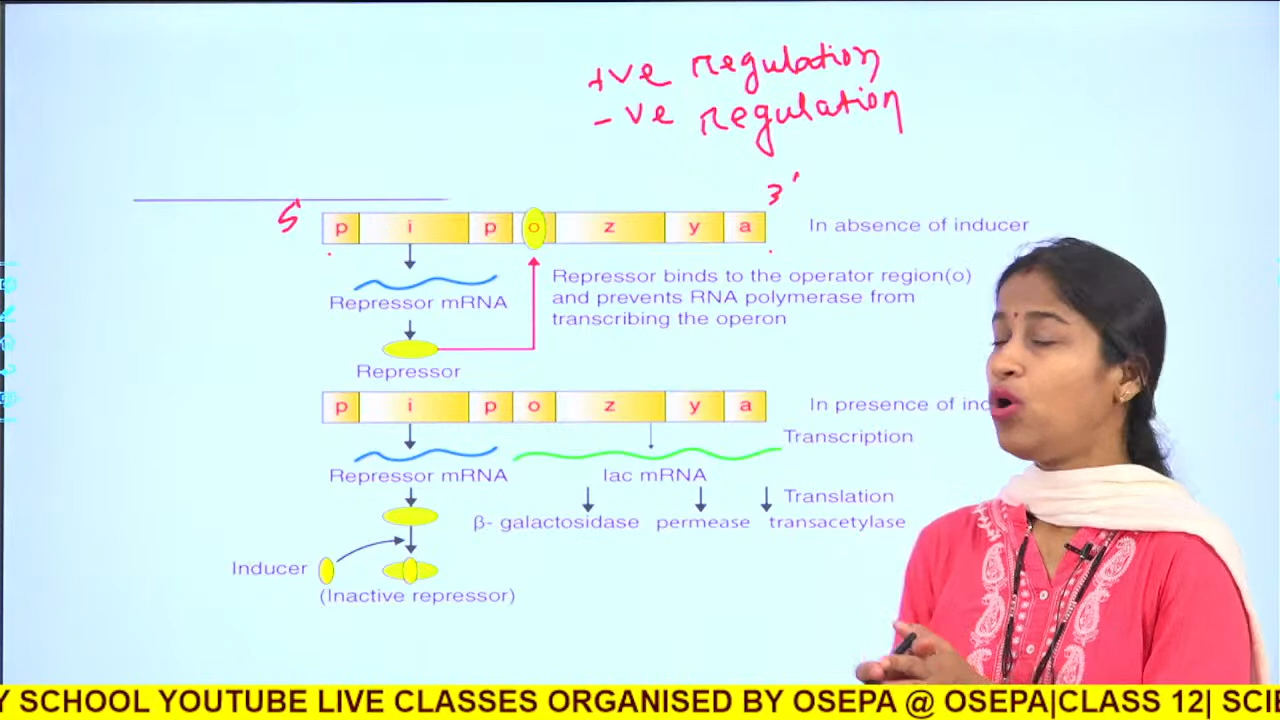 +ve regulation
-ve regulation
5' 3'
p i p o z y a In absence of inducer
Repressor binds to the operator region(o)
and prevents RNA polymerase from
transcribing the operon
Repressor mRNA
Repressor
p i p o z y a In presence of
Transcription
Repressor mRNA lac mRNA
Translation
β- galactosidase permease transacetylase
Inducer
(Inactive repressor)
SCHOOL YOUTUBE LIVE CLASSES ORGANISED BY OSEPA @ OSEPA|CLASS 12|